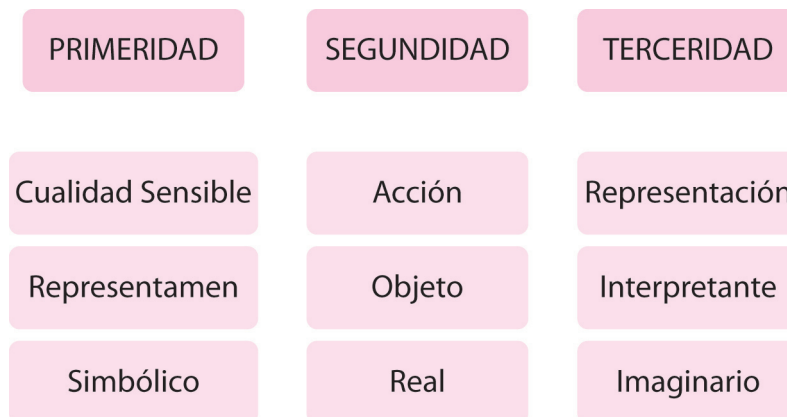 PRIMERIDAD SEGUNDIDAD TERCERIDAD
Cualidad Sensible Acción Representación
Representamen Objeto Interpretante
Simbólico Real Imaginario